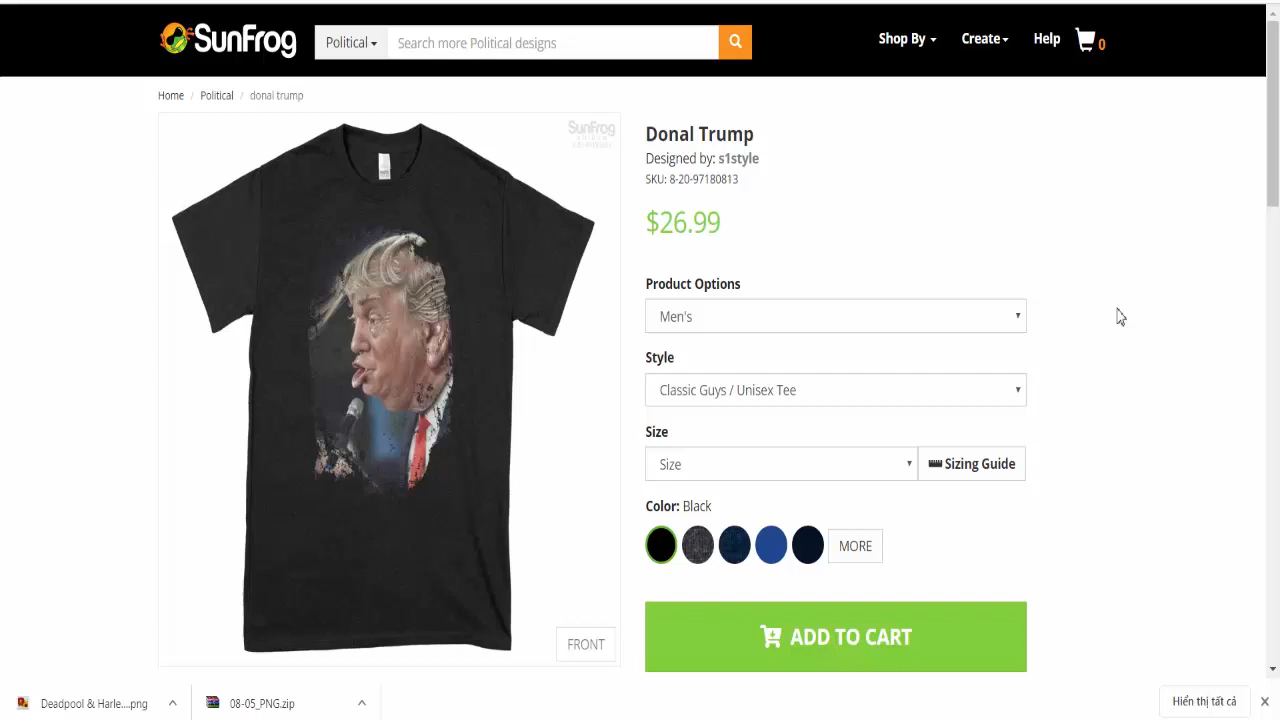 SunFrog
Political
Search more Political designs
Shop By
Create
Help
0
Home / Political / donal trump
SunFrog
Donal Trump
Designed by: s1style
SKU: 8-20-97180813
$26.99
Product Options
Men's
Style
Classic Guys / Unisex Tee
Size
Size
Sizing Guide
Color: Black
MORE
FRONT
ADD TO CART
Deadpool & Harle....png
08-05_PNG.zip
Hiển thị tất cả